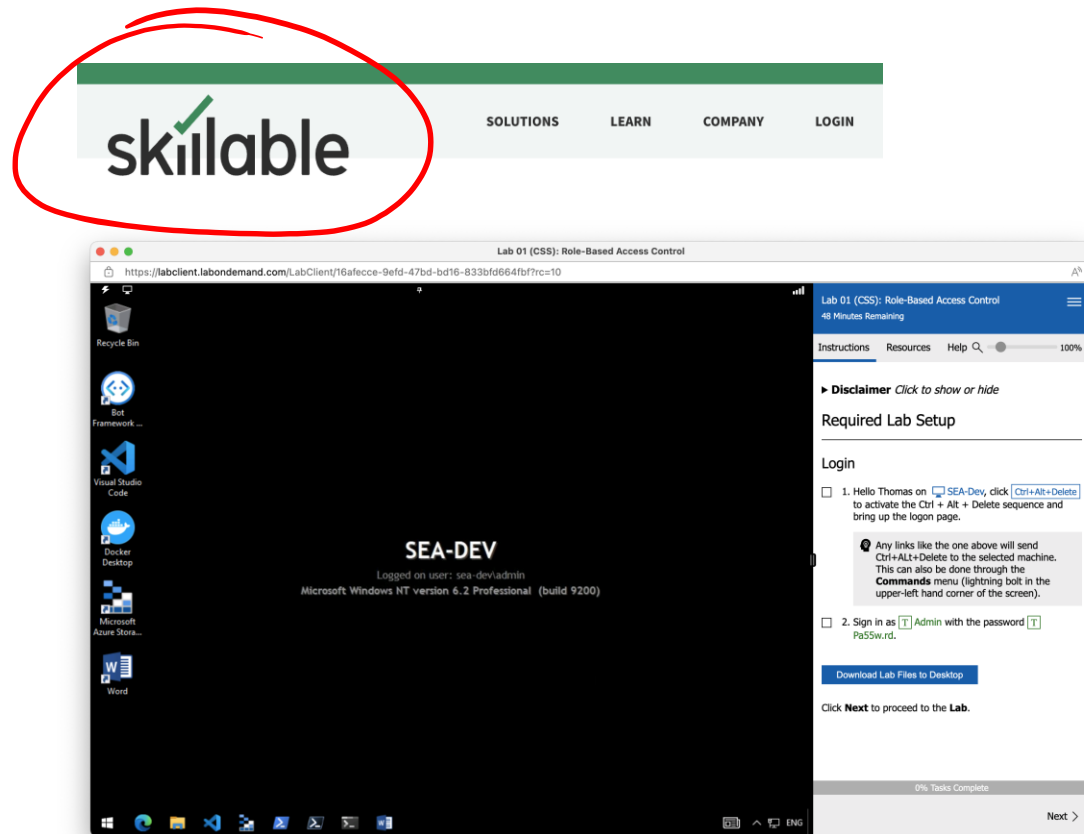 skillable
SOLUTIONS LEARN COMPANY LOGIN
Lab 01 (CSS): Role-Based Access Control
https://labclient.labondemand.com/LabClient/16afecce-9efd-47bd-bd16-833bfd664fbf?rc=10
Recycle Bin
Bot
Framework ...
Visual Studio
Code
Docker
Desktop
Microsoft
Azure Stora...
Word
SEA-DEV
Logged on user: sea-dev\admin
Microsoft Windows NT version 6.2 Professional (build 9200)
ENG
Lab 01 (CSS): Role-Based Access Control
48 Minutes Remaining
Instructions Resources Help 100%
Disclaimer Click to show or hide
Required Lab Setup
Login
1. Hello Thomas on SEA-Dev, click Ctrl+Alt+Delete
to activate the Ctrl + Alt + Delete sequence and
bring up the logon page.
Any links like the one above will send
Ctrl+ALt+Delete to the selected machine.
This can also be done through the
Commands menu (lightning bolt in the
upper-left hand corner of the screen).
2. Sign in as T Admin with the password T
Pa55w.rd.
Download Lab Files to Desktop
Click Next to proceed to the Lab.
0% Tasks Complete
Next >